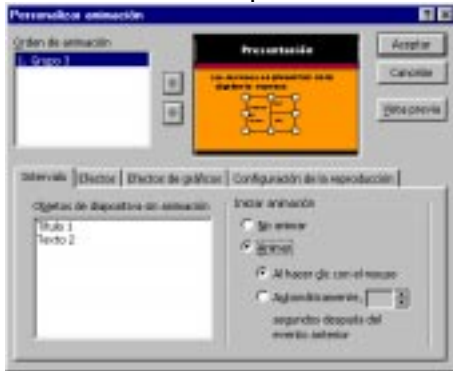 Personalizar animación
Orden de animación
1. Grupo 3
Presentación
Aceptar
Cancelar
Vista previa
Intervalo
Efectos
Efectos de gráficos
Configuración de la reproducción
Objetos de diapositiva sin animación
Título 1
Texto 2
Iniciar animación
No animar
Animar
Al hacer clic con el mouse
Automáticamente,
segundos después del
evento anterior